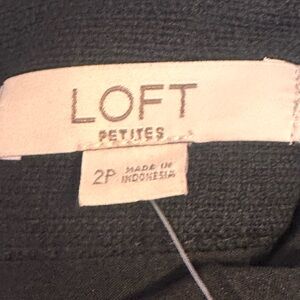 LOFT
PETITES
2P MADE IN
INDONESIA